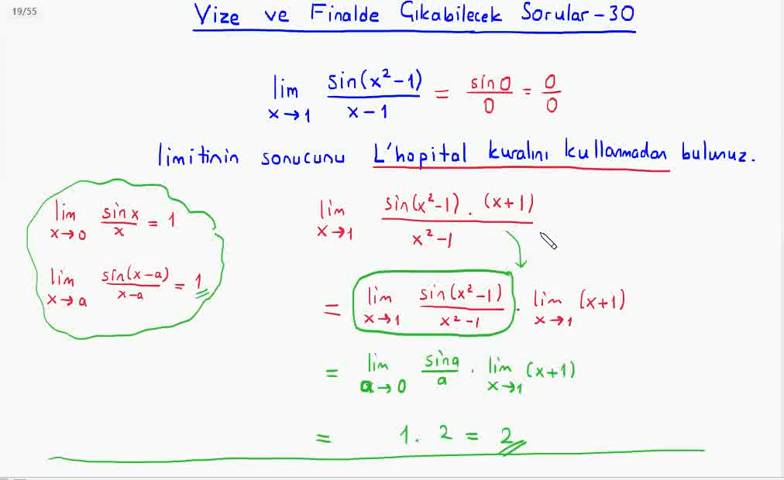 19/55
Vize ve Finalde Çıkabilecek Sorular-30
lim x→1 sin(x²-1) / x-1 = sin0 / 0 = 0 / 0
limitinin sonucunu L'hopital kuralını kullanmadan bulunuz.
lim x→0 sinx / x = 1
lim x→a sin(x-a) / x-a = 1
lim x→1 sin(x²-1) . (x+1) / x²-1
= lim x→1 sin(x²-1) / x²-1 . lim x→1 (x+1)
= lim a→0 sina / a . lim x→1 (x+1)
= 1 . 2 = 2